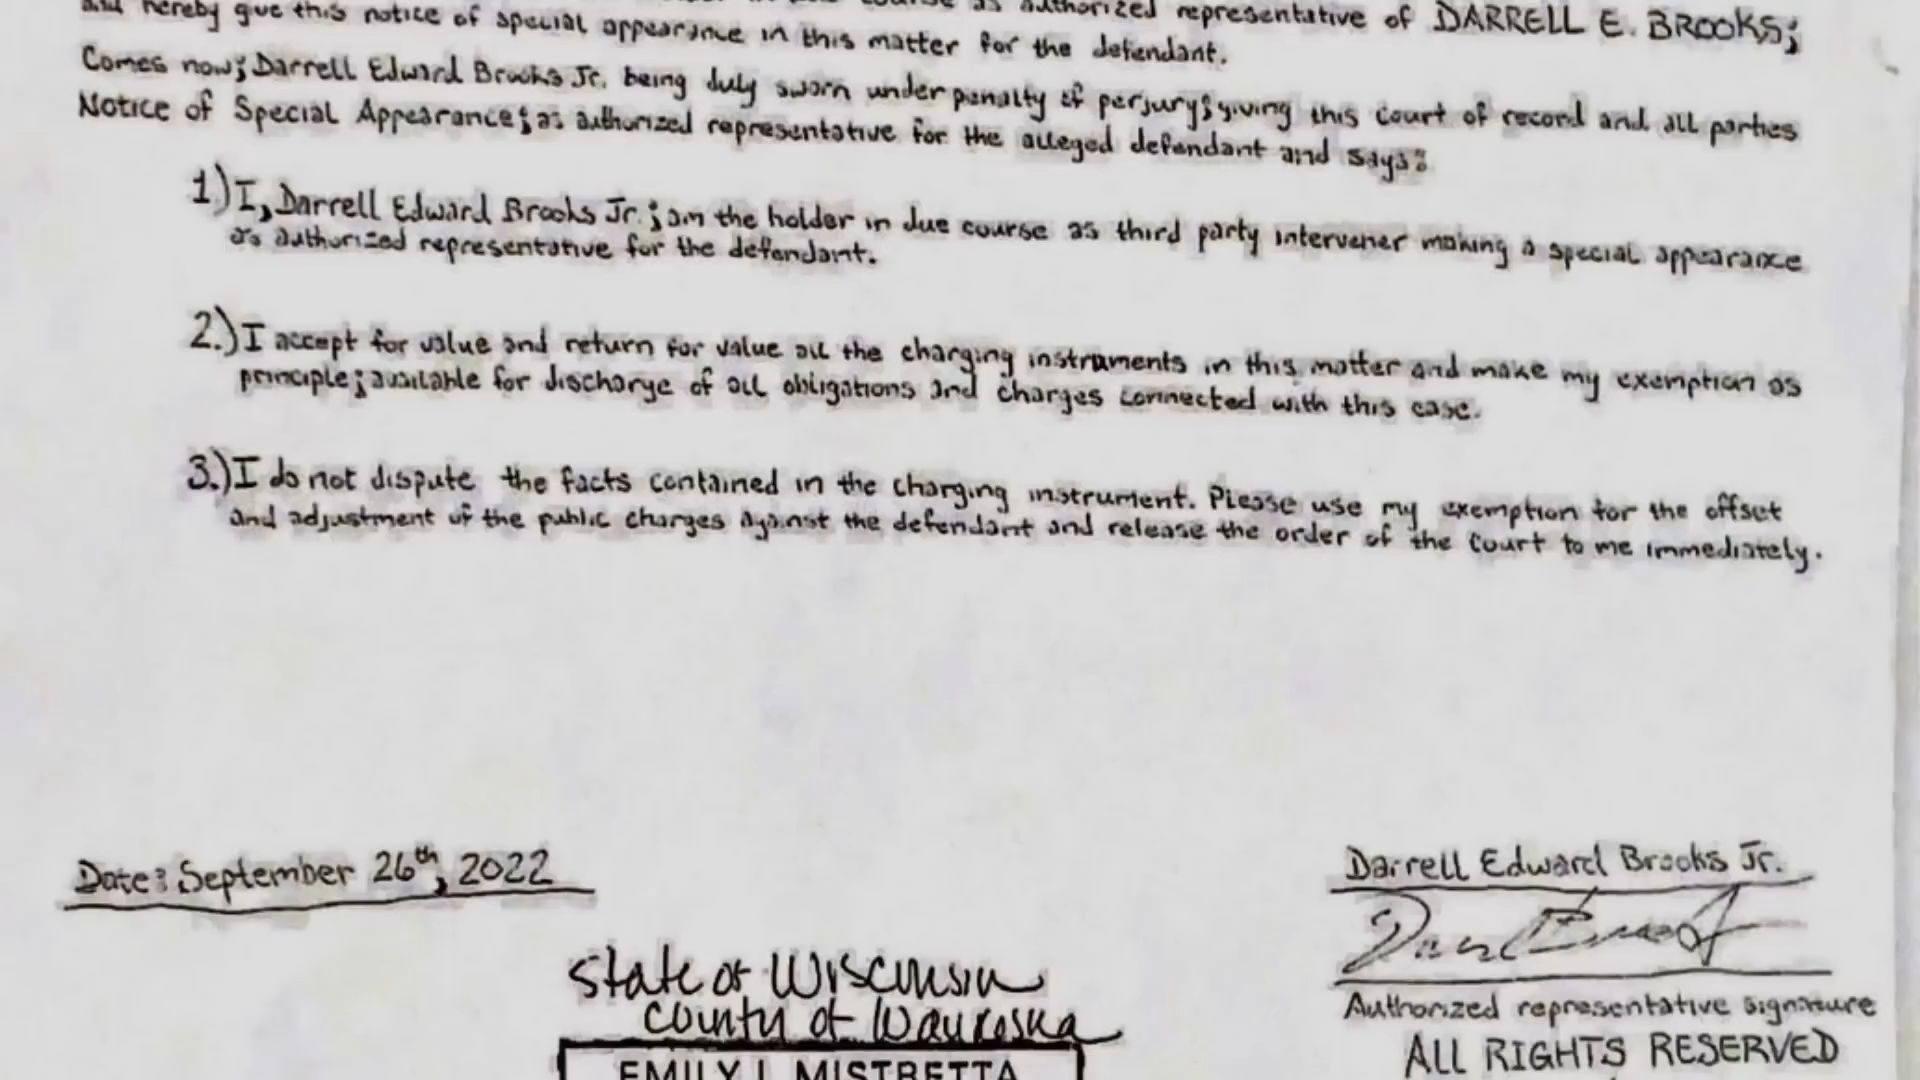 and hereby give this notice of special appearance in this matter for the defendant.
as authorized representative of DARRELL E. BROOKS;
Comes now; Darrell Edward Brooks Jr. being duly sworn under penalty of perjury; giving this court of record and all parties
Notice of Special Appearance; as authorized representative for the alleged defendant and says:
1.) I, Darrell Edward Brooks Jr.; am the holder in due course as third party intervener making a special appearance
as authorized representative for the defendant.
2.) I accept for value and return for value all the charging instruments in this matter and make my exemption as
principle; available for discharge of all obligations and charges connected with this case.
3.) I do not dispute the facts contained in the charging instrument. Please use my exemption for the offset
and adjustment of the public charges against the defendant and release the order of the Court to me immediately.
Date: September 26th, 2022
Darrell Edward Brooks Jr.
State of Wisconsin
County of Waukesha
Authorized representative signature
ALL RIGHTS RESERVED
EMILY L MISTRETTA